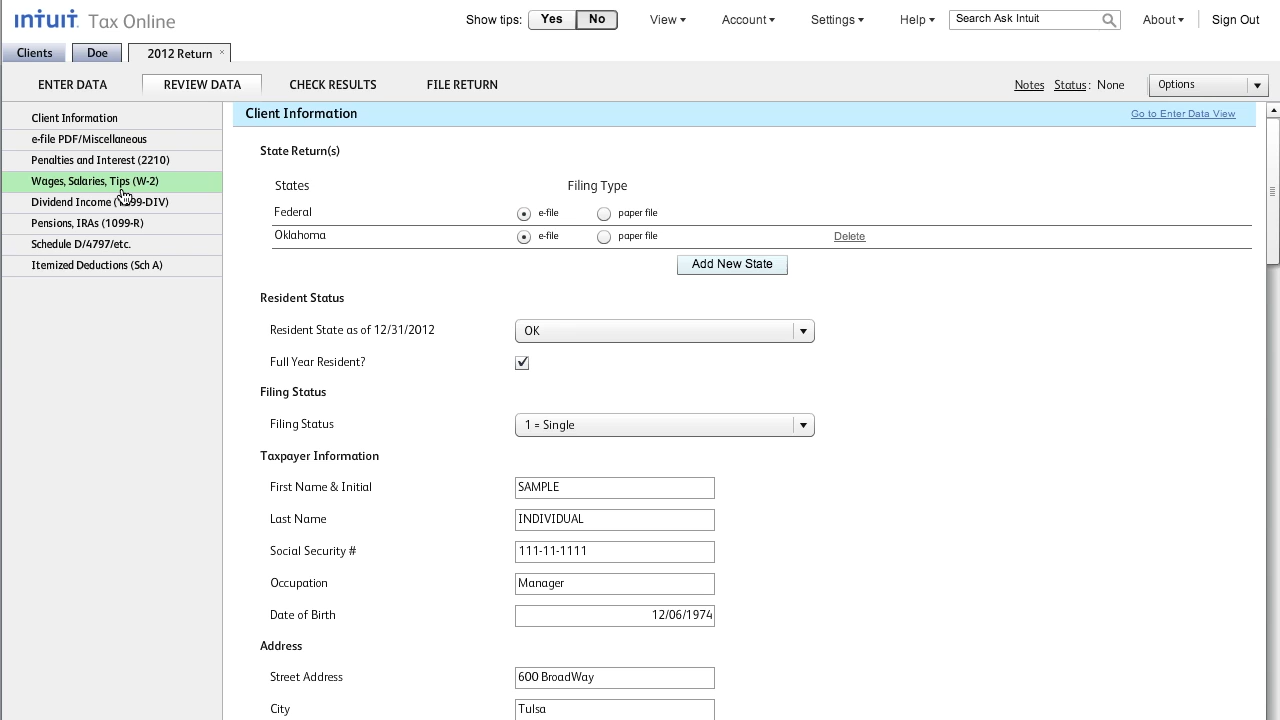 intuit Tax Online Show tips: Yes No View Account Settings Help Search Ask Intuit About Sign Out
Clients Doe 2012 Return ×
ENTER DATA REVIEW DATA CHECK RESULTS FILE RETURN Notes Status: None Options
Client Information
e-file PDF/Miscellaneous
Penalties and Interest (2210)
Wages, Salaries, Tips (W-2)
Dividend Income (1099-DIV)
Pensions, IRAs (1099-R)
Schedule D/4797/etc.
Itemized Deductions (Sch A)
Client Information Go to Enter Data View
State Return(s)
States Filing Type
Federal e-file paper file
Oklahoma e-file paper file Delete
Add New State
Resident Status
Resident State as of 12/31/2012 OK
Full Year Resident?
Filing Status
Filing Status 1 = Single
Taxpayer Information
First Name & Initial SAMPLE
Last Name INDIVIDUAL
Social Security # 111-11-1111
Occupation Manager
Date of Birth 12/06/1974
Address
Street Address 600 BroadWay
City Tulsa